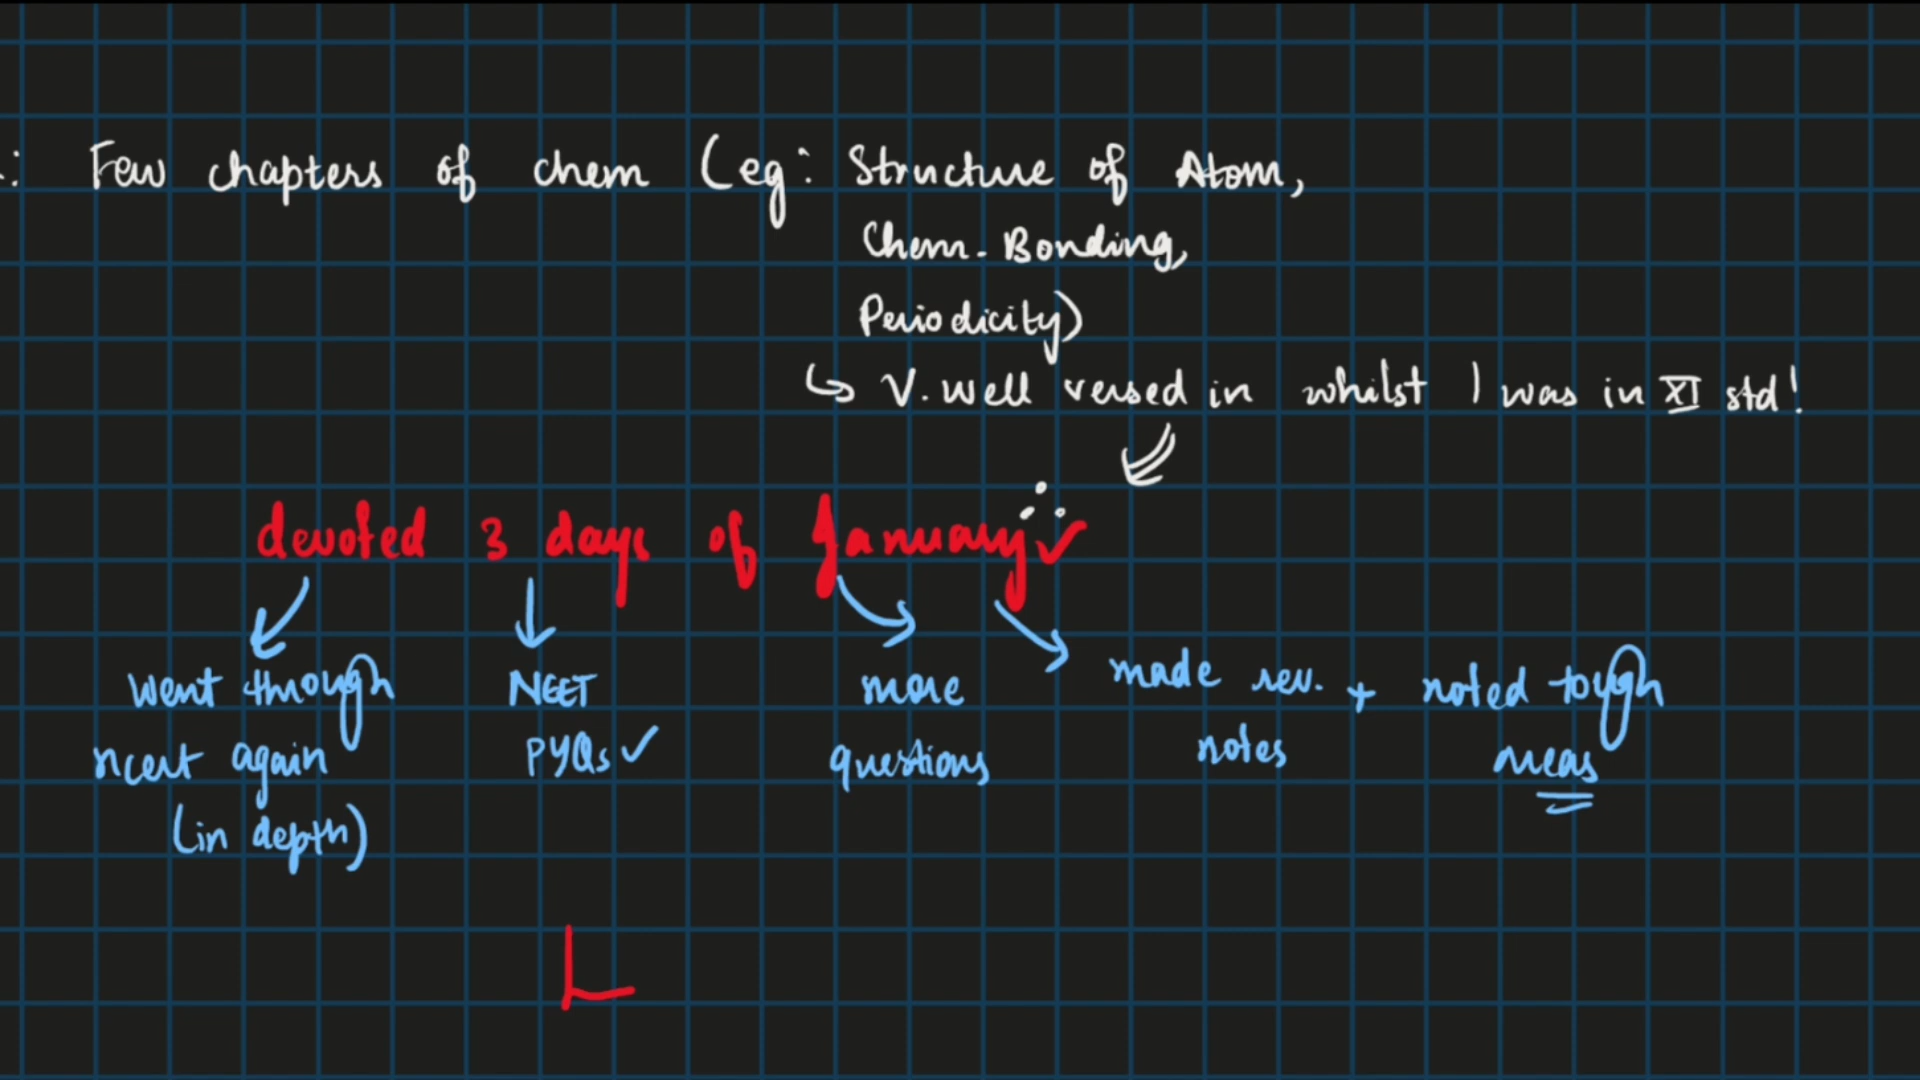 : Few chapters of chem (eg: Structure of Atom,
Chem. Bonding,
Periodicity)
↳ V. well versed in whilst I was in XI std!
∴
devoted 3 days of January ✓
went through
ncert again
(in depth)
NEET
PYQs ✓
more
questions
made rev. + noted tough
notes
areas
L